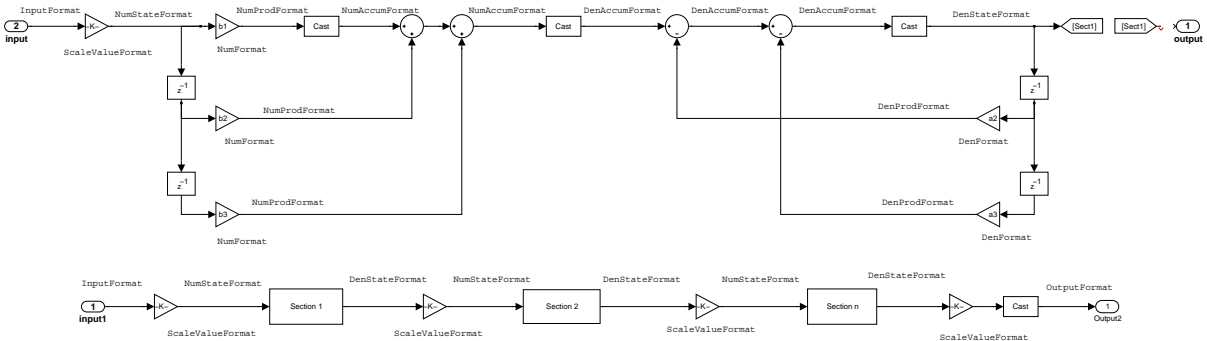 InputFormat NumStateFormat NumProdFormat NumAccumFormat NumAccumFormat DenAccumFormat DenAccumFormat DenAccumFormat DenStateFormat
2 -K- b1 Cast + + + + Cast + − + − Cast [Sect1] [Sect1] 1
input output
ScaleValueFormat NumFormat
z−1 z−1
NumProdFormat DenProdFormat
b2 a2
NumFormat DenFormat
z−1 z−1
NumProdFormat DenProdFormat
b3 a3
NumFormat DenFormat
InputFormat NumStateFormat DenStateFormat NumStateFormat DenStateFormat NumStateFormat DenStateFormat OutputFormat
1 -K- Section 1 -K- Section 2 -K- Section n -K- Cast 1
input1 Output2
ScaleValueFormat ScaleValueFormat ScaleValueFormat ScaleValueFormat